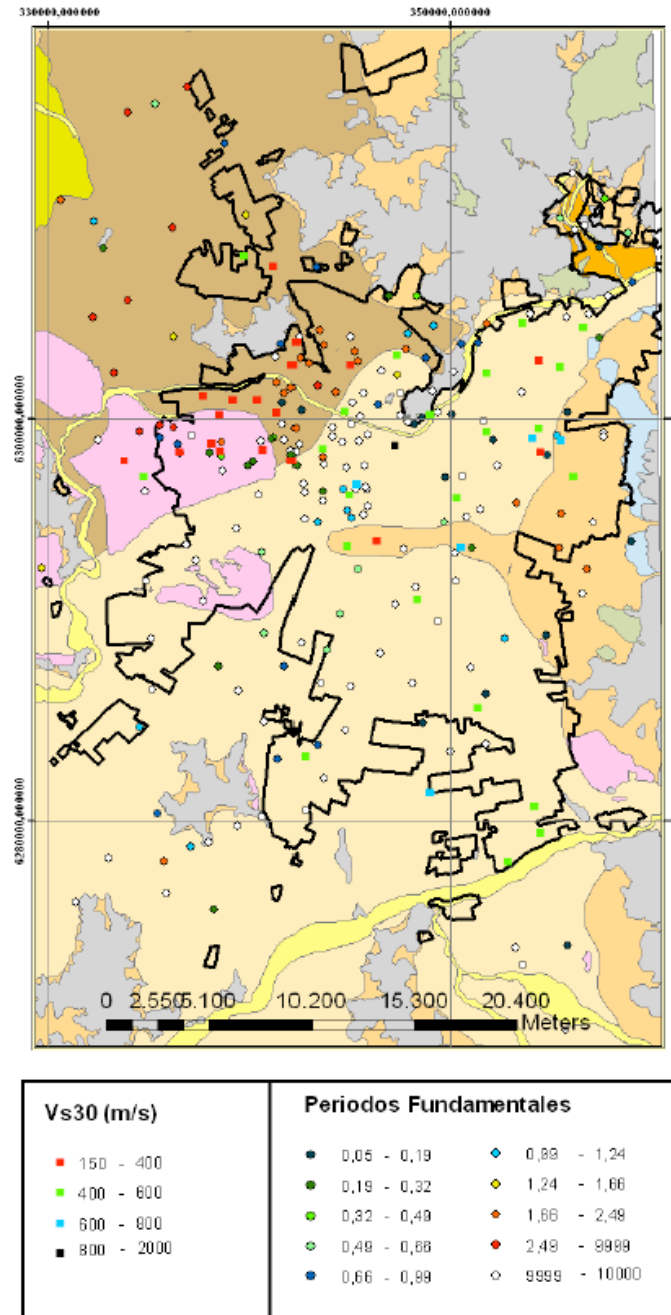 330000,000000 350000,000000
6300000,000000
6280000,000000
0 2.550 5.100 10.200 15.300 20.400
Meters
Vs30 (m/s)
150 - 400
400 - 600
600 - 800
800 - 2000
Periodos Fundamentales
0,05 - 0,19
0,19 - 0,32
0,32 - 0,49
0,49 - 0,66
0,66 - 0,99
0,99 - 1,24
1,24 - 1,66
1,66 - 2,49
2,49 - 9999
9999 - 10000